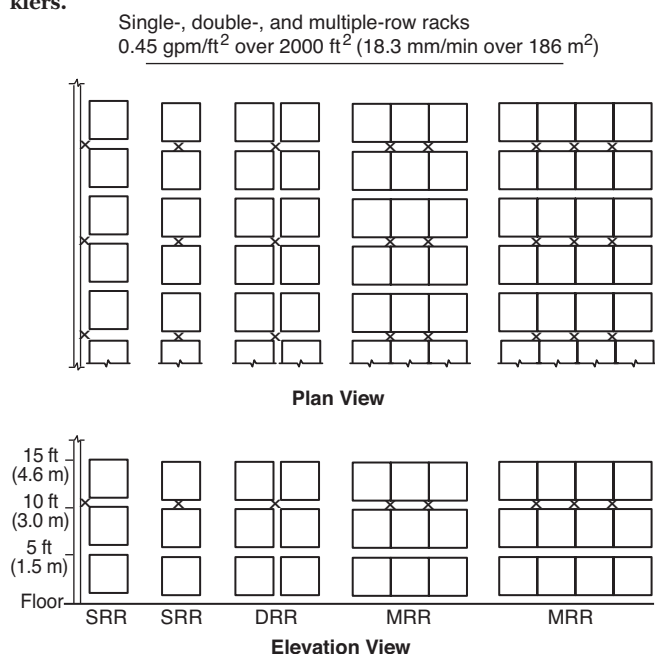 klers.
Single-, double-, and multiple-row racks
0.45 gpm/ft² over 2000 ft² (18.3 mm/min over 186 m²)
Plan View
15 ft
(4.6 m)
10 ft
(3.0 m)
5 ft
(1.5 m)
Floor
SRR SRR DRR MRR MRR
Elevation View